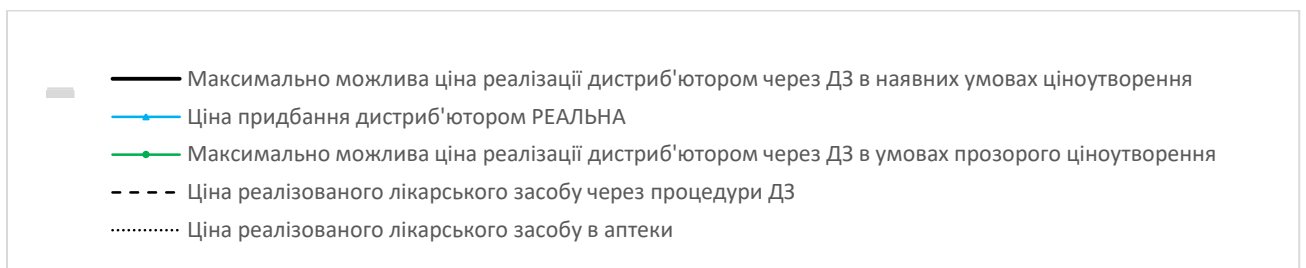 Максимально можлива ціна реалізації дистриб'ютором через ДЗ в наявних умовах ціноутворення
Ціна придбання дистриб'ютором РЕАЛЬНА
Максимально можлива ціна реалізації дистриб'ютором через ДЗ в умовах прозорого ціноутворення
Ціна реалізованого лікарського засобу через процедури ДЗ
Ціна реалізованого лікарського засобу в аптеки